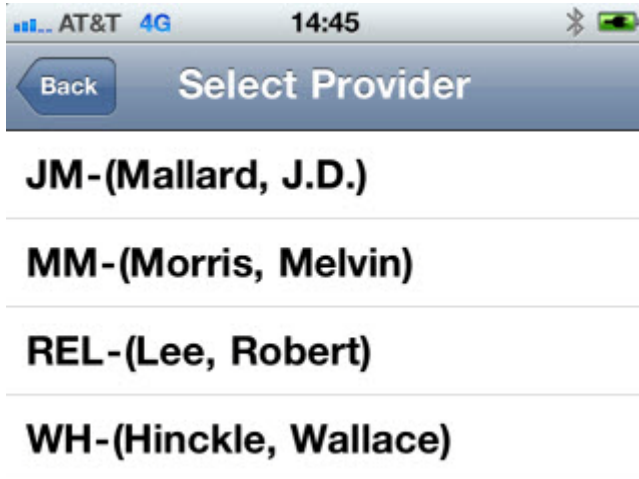 AT&T 4G 14:45
Back Select Provider
JM-(Mallard, J.D.)
MM-(Morris, Melvin)
REL-(Lee, Robert)
WH-(Hinckle, Wallace)